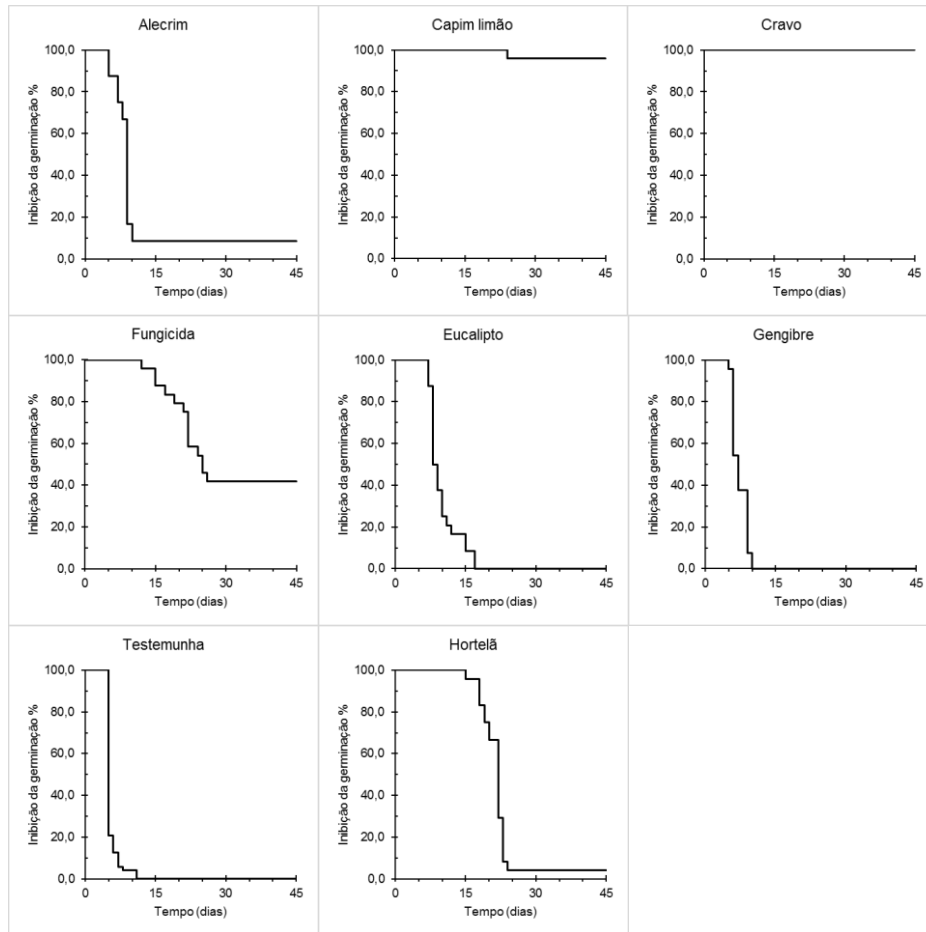 Alecrim
Inibição da germinação %
100,0
80,0
60,0
40,0
20,0
0,0
0 15 30 45
Tempo (dias)
Capim limão
Inibição da germinação %
100,0
80,0
60,0
40,0
20,0
0,0
0 15 30 45
Tempo (dias)
Cravo
Inibição da germinação %
100,0
80,0
60,0
40,0
20,0
0,0
0 15 30 45
Tempo (dias)
Fungicida
Inibição da germinação %
100,0
80,0
60,0
40,0
20,0
0,0
0 15 30 45
Tempo (dias)
Eucalipto
Inibição da germinação %
100,0
80,0
60,0
40,0
20,0
0,0
0 15 30 45
Tempo (dias)
Gengibre
Inibição da germinação %
100,0
80,0
60,0
40,0
20,0
0,0
0 15 30 45
Tempo (dias)
Testemunha
Inibição da germinação %
100,0
80,0
60,0
40,0
20,0
0,0
0 15 30 45
Tempo (dias)
Hortelã
Inibição da germinação %
100,0
80,0
60,0
40,0
20,0
0,0
0 15 30 45
Tempo (dias)